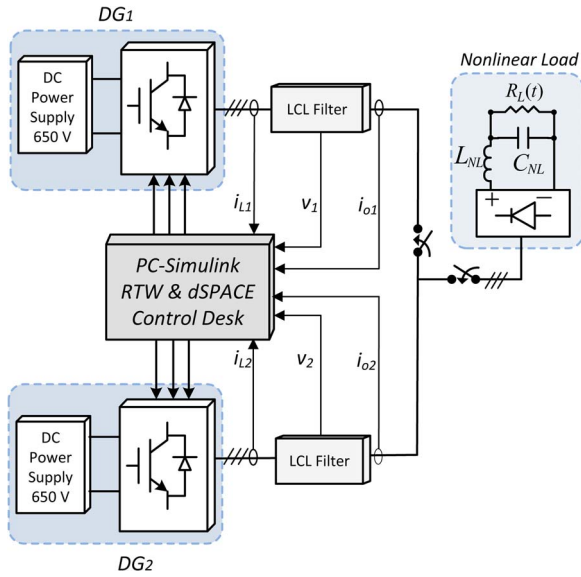 DG1
DC
Power
Supply
650 V
LCL Filter
Nonlinear Load
RL(t)
CNL
LNL
+
−
iL1
v1
io1
PC-Simulink
RTW & dSPACE
Control Desk
iL2
v2
io2
DC
Power
Supply
650 V
LCL Filter
DG2